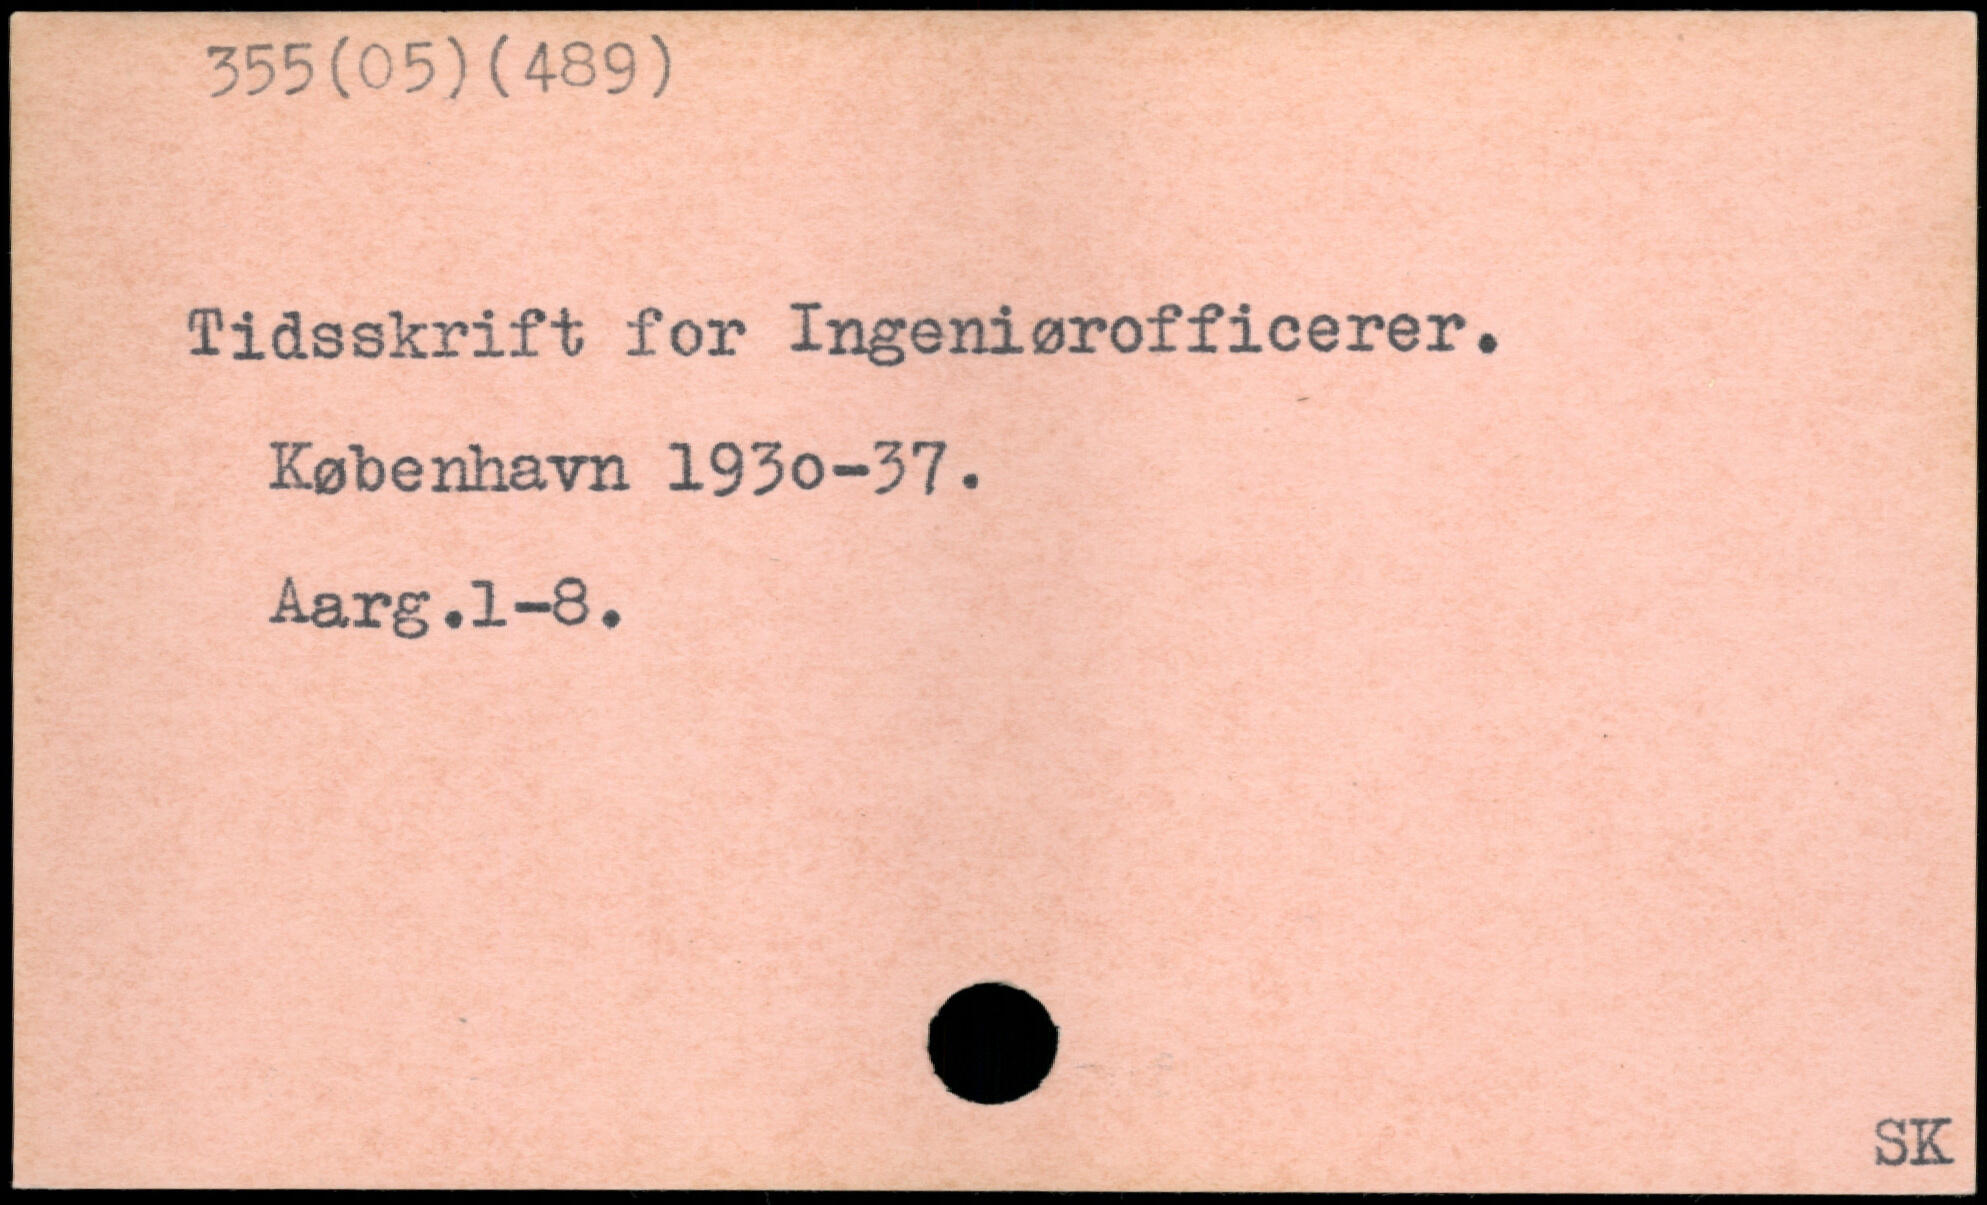 355(05)(489)
Tidsskrift for Ingeniørofficerer.
København 193o-37.
Aarg.1-8.
SK